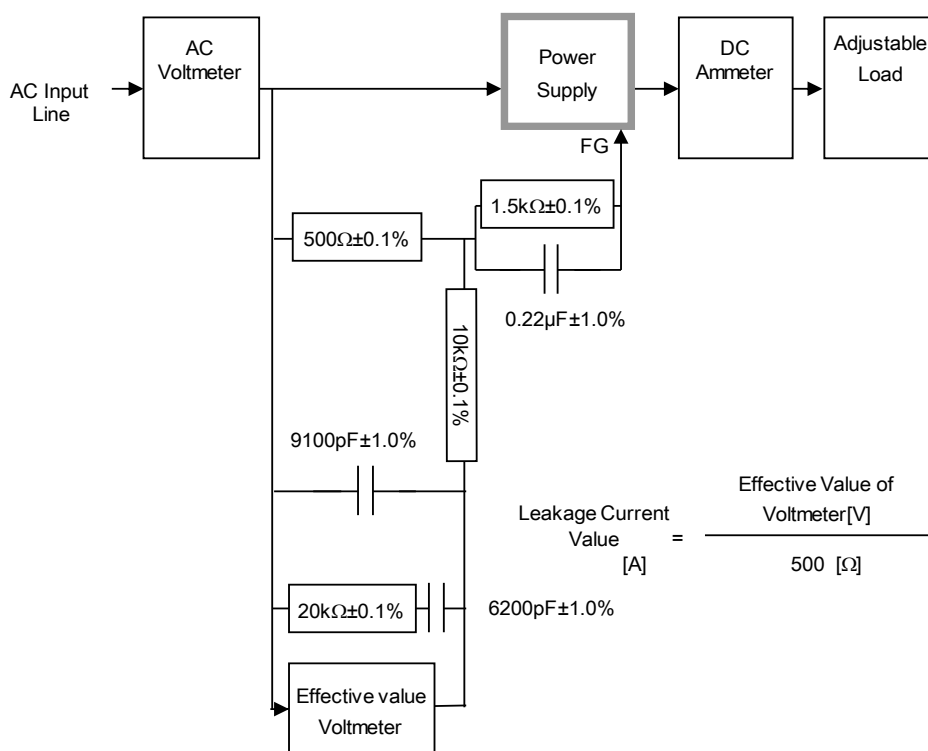 AC
Voltmeter
Power
Supply
DC
Ammeter
Adjustable
Load
AC Input
Line
FG
1.5kΩ±0.1%
500Ω±0.1%
0.22µF±1.0%
10kΩ±0.1%
9100pF±1.0%
Effective Value of
Voltmeter[V]
Leakage Current
Value
=
[A]
500 [Ω]
20kΩ±0.1%
6200pF±1.0%
Effective value
Voltmeter